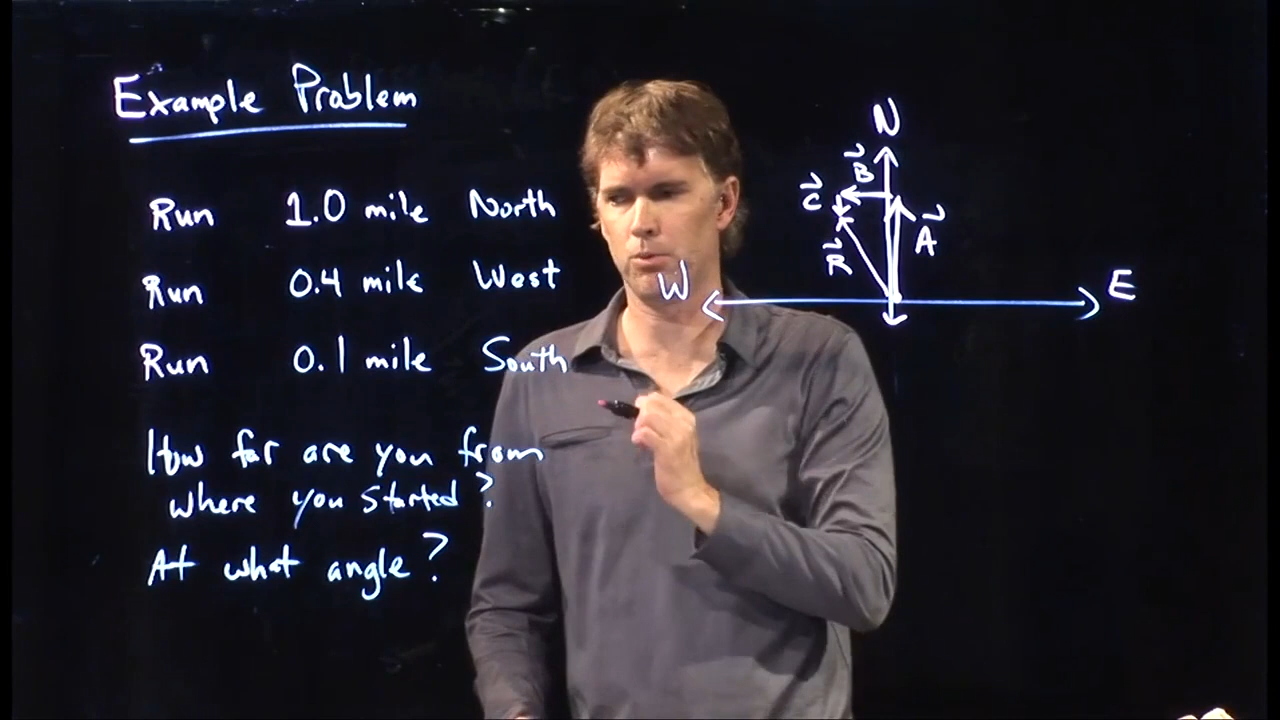 Example Problem
Run 1.0 mile North
Run 0.4 mile West
Run 0.1 mile South
How far are you from
where you started?
At what angle?
N
B
C
A
R
W
E